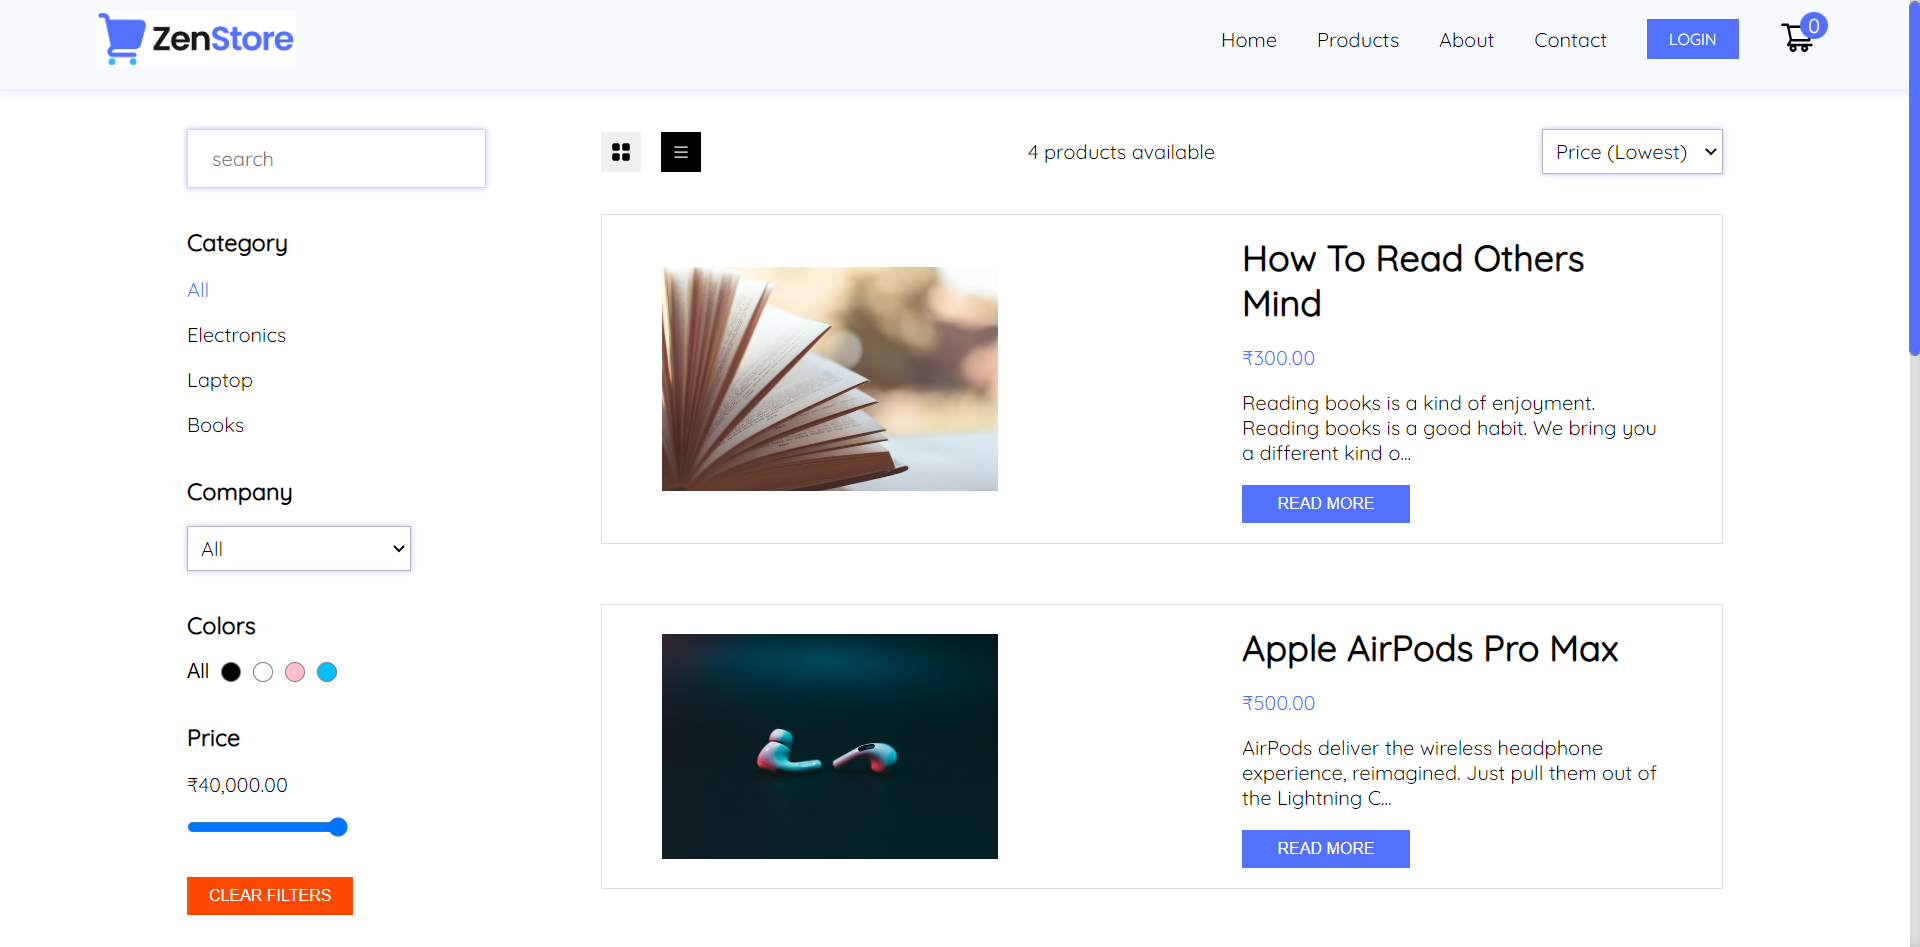 ZenStore
Home
Products
About
Contact
LOGIN
0
search
Category
All
Electronics
Laptop
Books
Company
All
Colors
All
Price
₹40,000.00
CLEAR FILTERS
4 products available
Price (Lowest)
How To Read Others
Mind
₹300.00
Reading books is a kind of enjoyment.
Reading books is a good habit. We bring you
a different kind o...
READ MORE
Apple AirPods Pro Max
₹500.00
AirPods deliver the wireless headphone
experience, reimagined. Just pull them out of
the Lightning C...
READ MORE